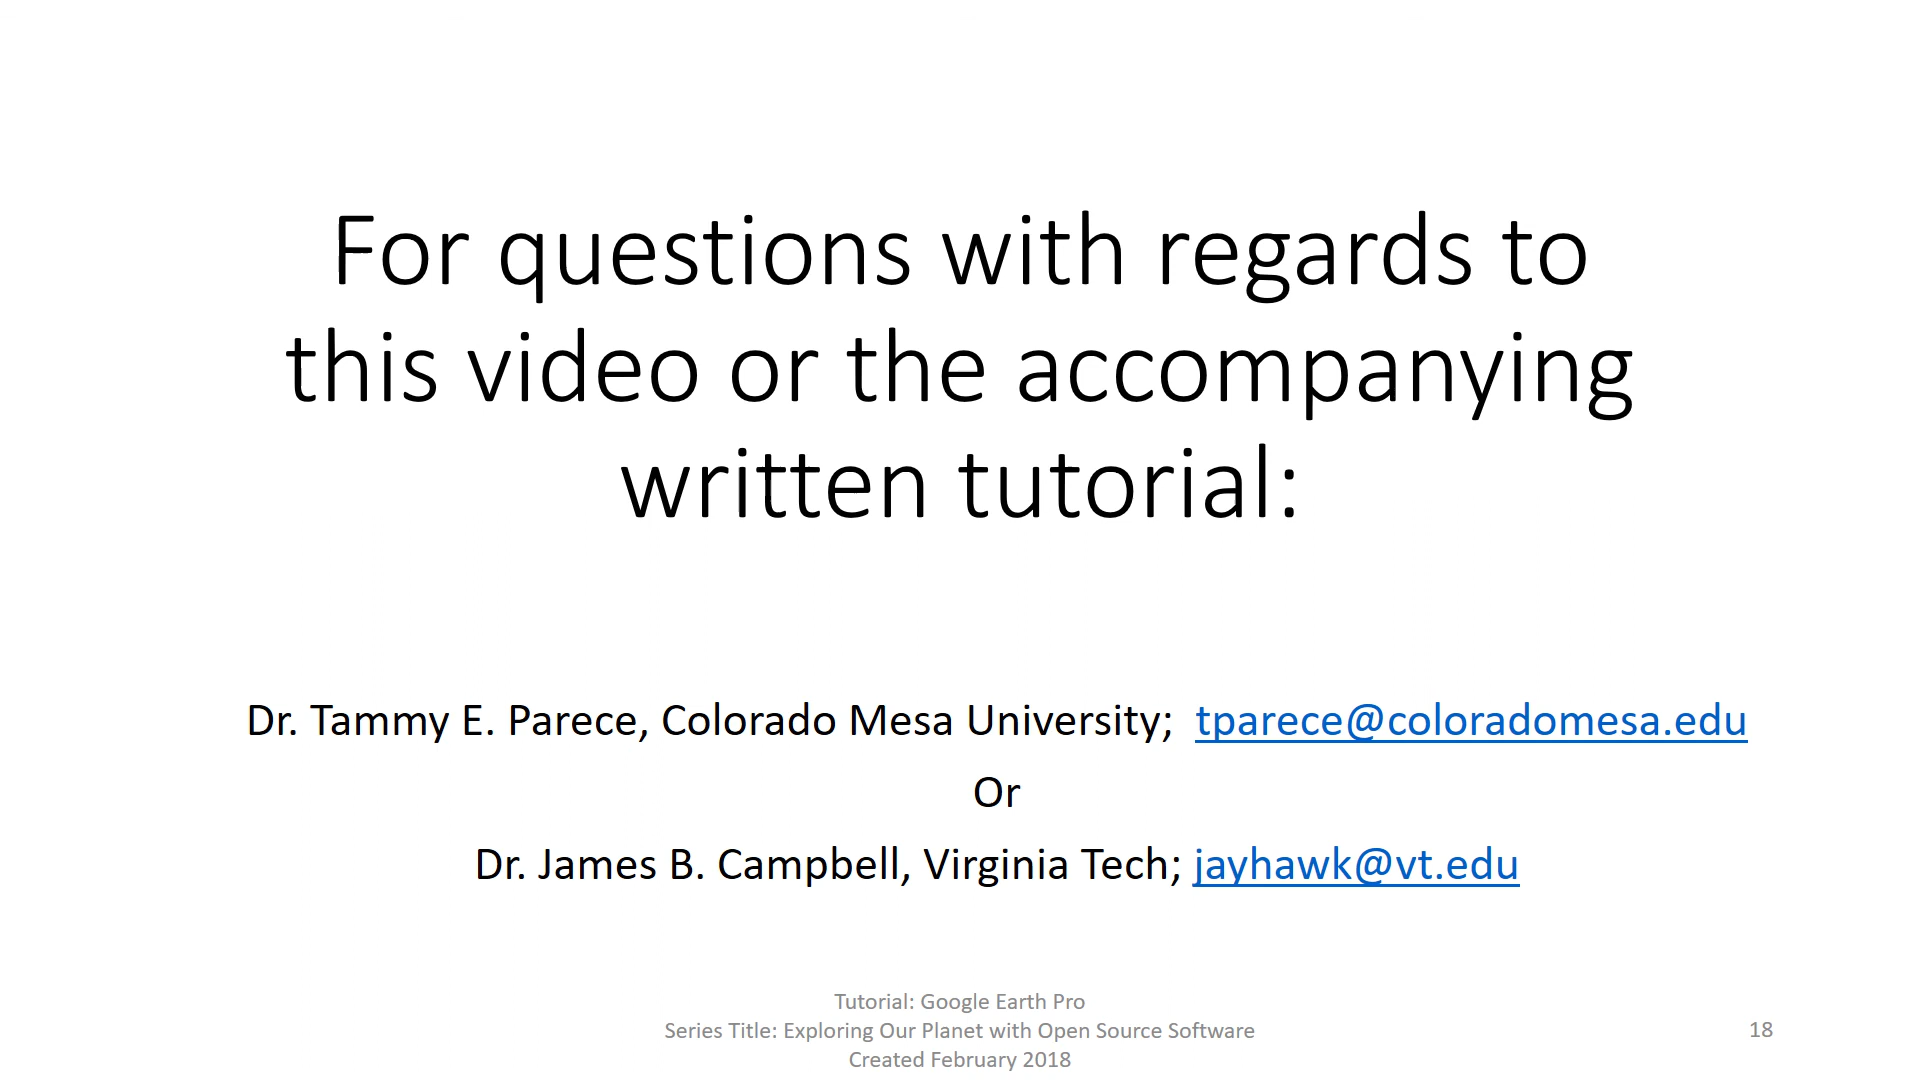 For questions with regards to
this video or the accompanying
written tutorial:
Dr. Tammy E. Parece, Colorado Mesa University; tparece@coloradomesa.edu
Or
Dr. James B. Campbell, Virginia Tech; jayhawk@vt.edu
Tutorial: Google Earth Pro
Series Title: Exploring Our Planet with Open Source Software
Created February 2018
18